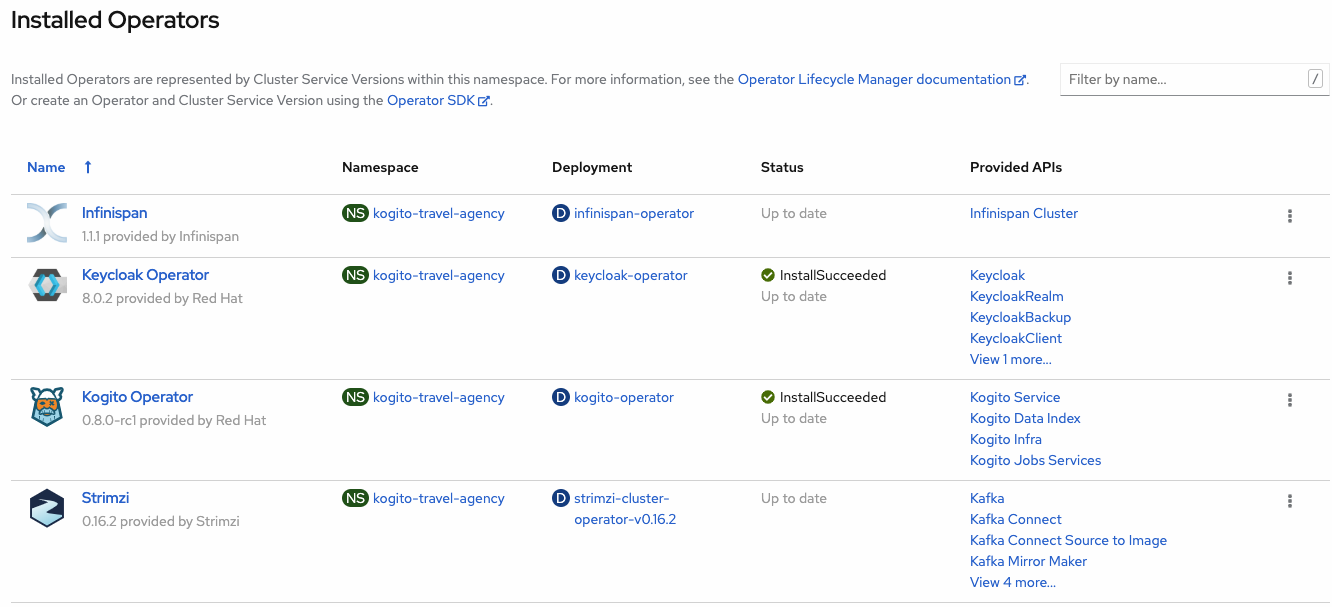 Installed Operators
Installed Operators are represented by Cluster Service Versions within this namespace. For more information, see the Operator Lifecycle Manager documentation.
Or create an Operator and Cluster Service Version using the Operator SDK.
Filter by name...
/
Name
Namespace
Deployment
Status
Provided APIs
Infinispan
1.1.1 provided by Infinispan
NS kogito-travel-agency
D infinispan-operator
Up to date
Infinispan Cluster
Keycloak Operator
8.0.2 provided by Red Hat
NS kogito-travel-agency
D keycloak-operator
InstallSucceeded
Up to date
Keycloak
KeycloakRealm
KeycloakBackup
KeycloakClient
View 1 more...
Kogito Operator
0.8.0-rc1 provided by Red Hat
NS kogito-travel-agency
D kogito-operator
InstallSucceeded
Up to date
Kogito Service
Kogito Data Index
Kogito Infra
Kogito Jobs Services
Strimzi
0.16.2 provided by Strimzi
NS kogito-travel-agency
D strimzi-cluster-
operator-v0.16.2
Up to date
Kafka
Kafka Connect
Kafka Connect Source to Image
Kafka Mirror Maker
View 4 more...